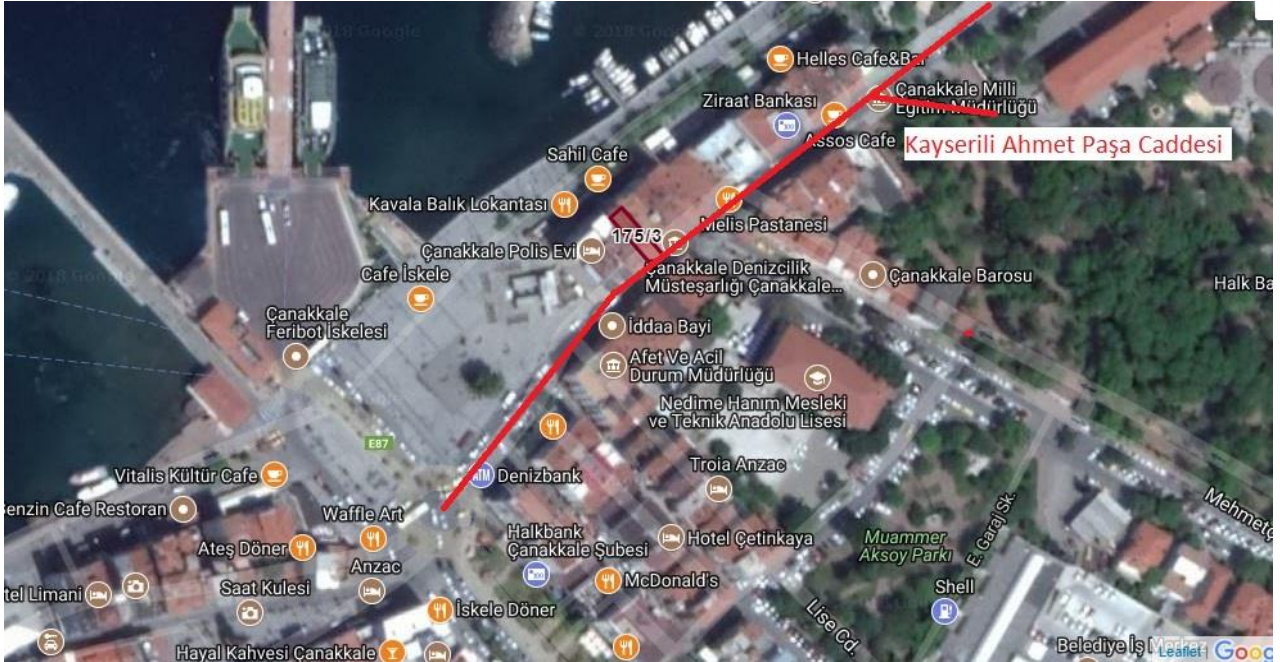 © 2018 Google
Helles Cafe&Bar
Ziraat Bankası
Çanakkale Milli
Eğitim Müdürlüğü
Assos Cafe
Kayserili Ahmet Paşa Caddesi
Sahil Cafe
Kavala Balık Lokantası
175/3
Melis Pastanesi
Çanakkale Polis Evi
Çanakkale Denizcilik
Müsteşarlığı Çanakkale...
Çanakkale Barosu
Halk Ba
Cafe İskele
Çanakkale
Feribot İskelesi
İddaa Bayi
Afet Ve Acil
Durum Müdürlüğü
Nedime Hanım Mesleki
ve Teknik Anadolu Lisesi
E87
Vitalis Kültür Cafe
ATM
Denizbank
Troia Anzac
Benzin Cafe Restoran
Waffle Art
Ateş Döner
Halkbank
Çanakkale Şubesi
Hotel Çetinkaya
Muammer
Aksoy Parkı
E. Garaj Sk.
Mehmetç
Anzac
McDonald's
tel Limani
Saat Kulesi
İskele Döner
Shell
Lise Cd.
Hayal Kahvesi Çanakkale
Belediye İş Merkez
Leaflet
Goog